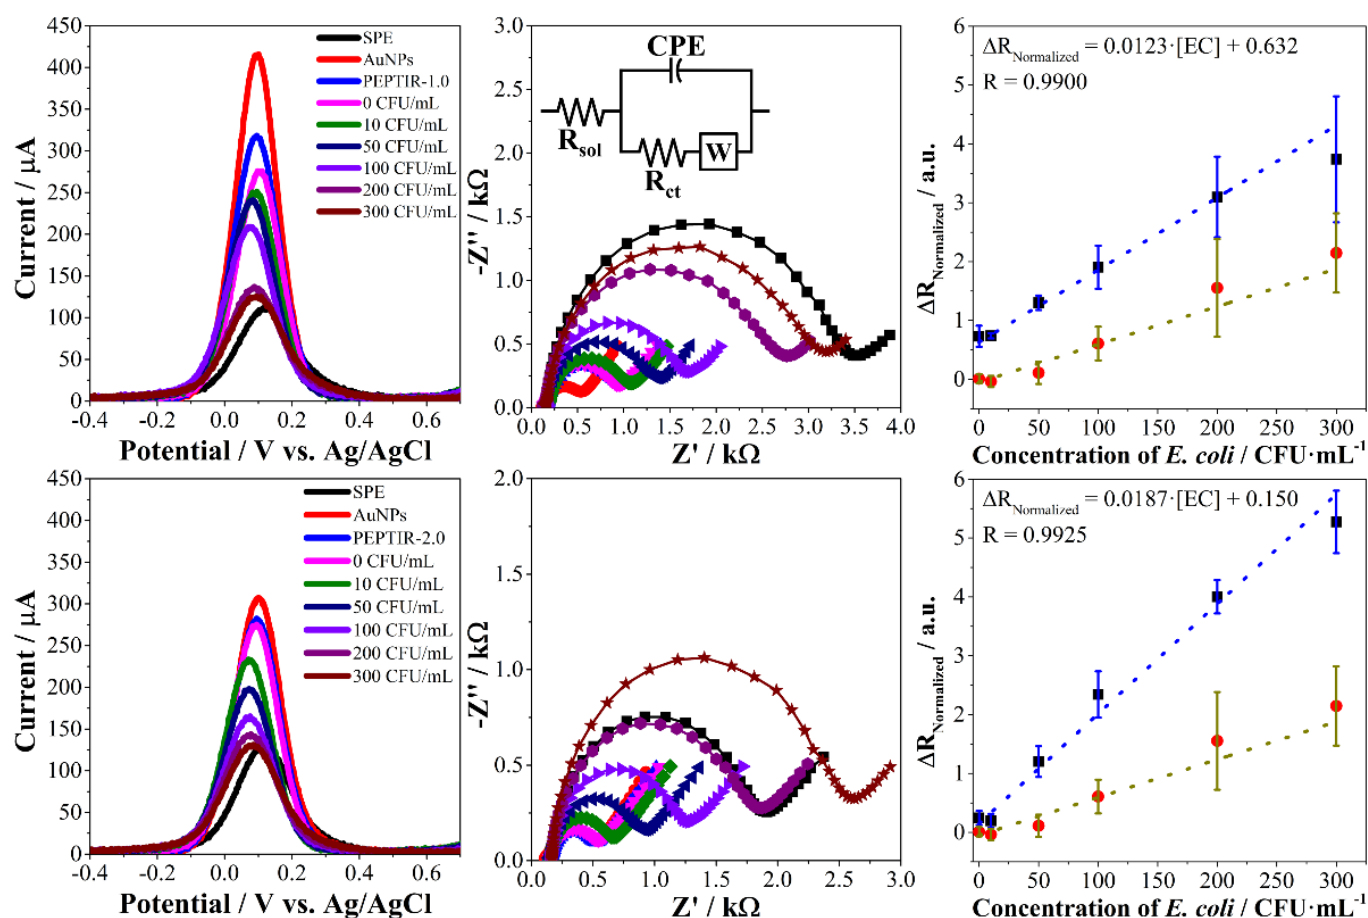 450
400
350
300
250
200
150
100
50
0
Current / μA
-0.4
-0.2
0.0
0.2
0.4
0.6
Potential / V vs. Ag/AgCl
SPE
AuNPs
PEPTIR-1.0
0 CFU/mL
10 CFU/mL
50 CFU/mL
100 CFU/mL
200 CFU/mL
300 CFU/mL
3.0
2.5
2.0
1.5
1.0
0.5
0.0
-Z'' / kΩ
CPE
R_sol
R_ct
W
0.0
0.5
1.0
1.5
2.0
2.5
3.0
3.5
4.0
Z' / kΩ
6
5
4
3
2
1
0
ΔR_Normalized / a.u.
ΔR_Normalized = 0.0123·[EC] + 0.632
R = 0.9900
0
50
100
150
200
250
300
Concentration of E. coli / CFU·mL⁻¹
450
400
350
300
250
200
150
100
50
0
Current / μA
-0.4
-0.2
0.0
0.2
0.4
0.6
Potential / V vs. Ag/AgCl
SPE
AuNPs
PEPTIR-2.0
0 CFU/mL
10 CFU/mL
50 CFU/mL
100 CFU/mL
200 CFU/mL
300 CFU/mL
2.0
1.5
1.0
0.5
0.0
-Z'' / kΩ
0.0
0.5
1.0
1.5
2.0
2.5
3.0
Z' / kΩ
6
5
4
3
2
1
0
ΔR_Normalized / a.u.
ΔR_Normalized = 0.0187·[EC] + 0.150
R = 0.9925
0
50
100
150
200
250
300
Concentration of E. coli / CFU·mL⁻¹